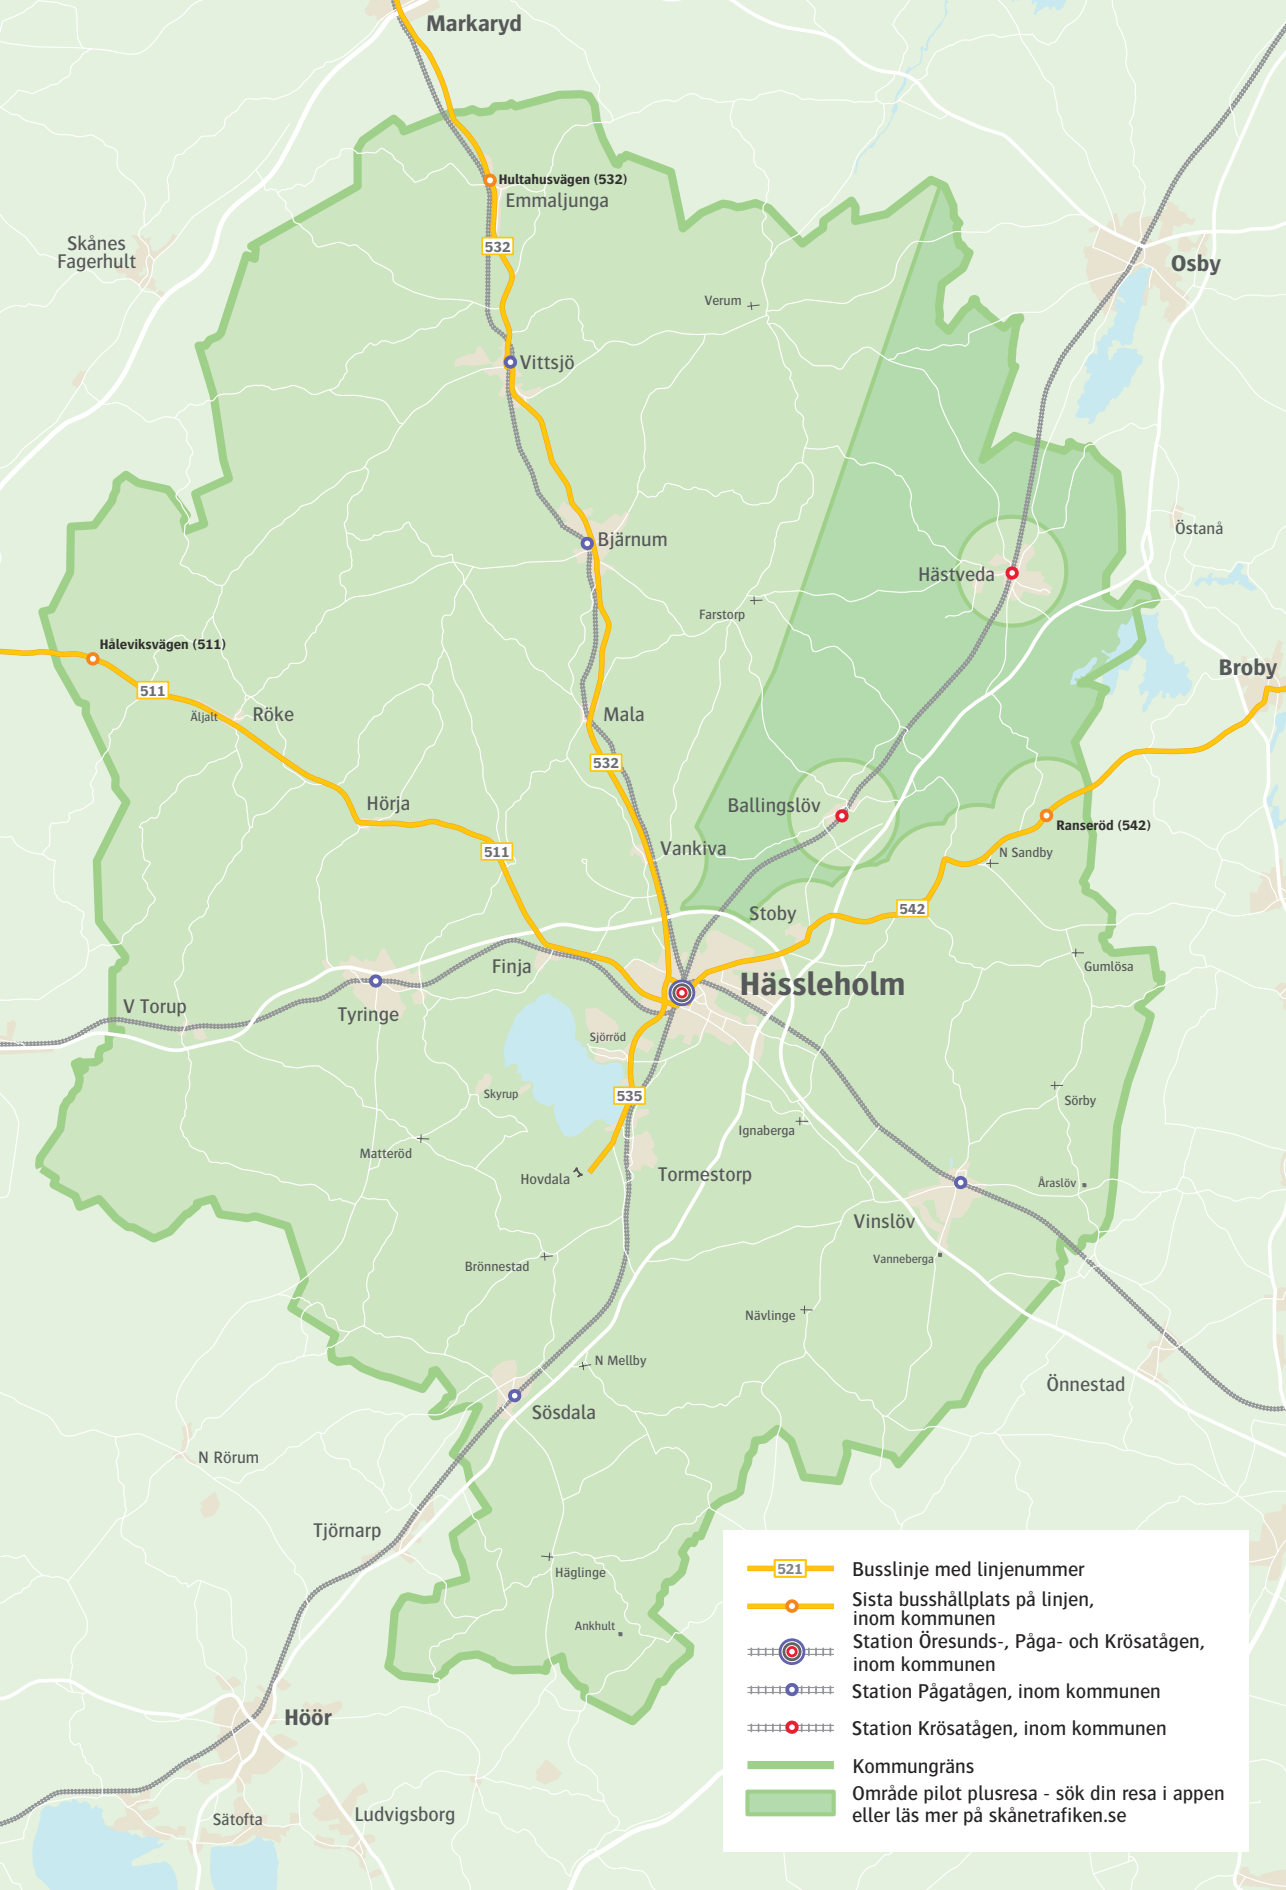 Markaryd
Hultahusvägen (532)
Emmaljunga
Skånes
Fagerhult
532
Osby
Verum
Vittsjö
Östanå
Bjärnum
Hästveda
Farstorp
Håleviksvägen (511)
Broby
511
Äljalt
Röke
Mala
532
Hörja
Ballingslöv
Ranseröd (542)
511
Vankiva
N Sandby
542
Stoby
Finja
Gumlösa
Hässleholm
V Torup
Tyringe
Sjörröd
535
Skyrup
Sörby
Ignaberga
Matteröd
Hovdala
Tormestorp
Åraslöv
Vinslöv
Vanneberga
Brönnestad
Nävlinge
N Mellby
Önnestad
Sösdala
N Rörum
Tjörnarp
Häglinge
Ankhult
Höör
Sätofta
Ludvigsborg
521
Busslinje med linjenummer
Sista busshållplats på linjen,
inom kommunen
Station Öresunds-, Påga- och Krösatågen,
inom kommunen
Station Pågatågen, inom kommunen
Station Krösatågen, inom kommunen
Kommungräns
Område pilot plusresa - sök din resa i appen
eller läs mer på skånetrafiken.se